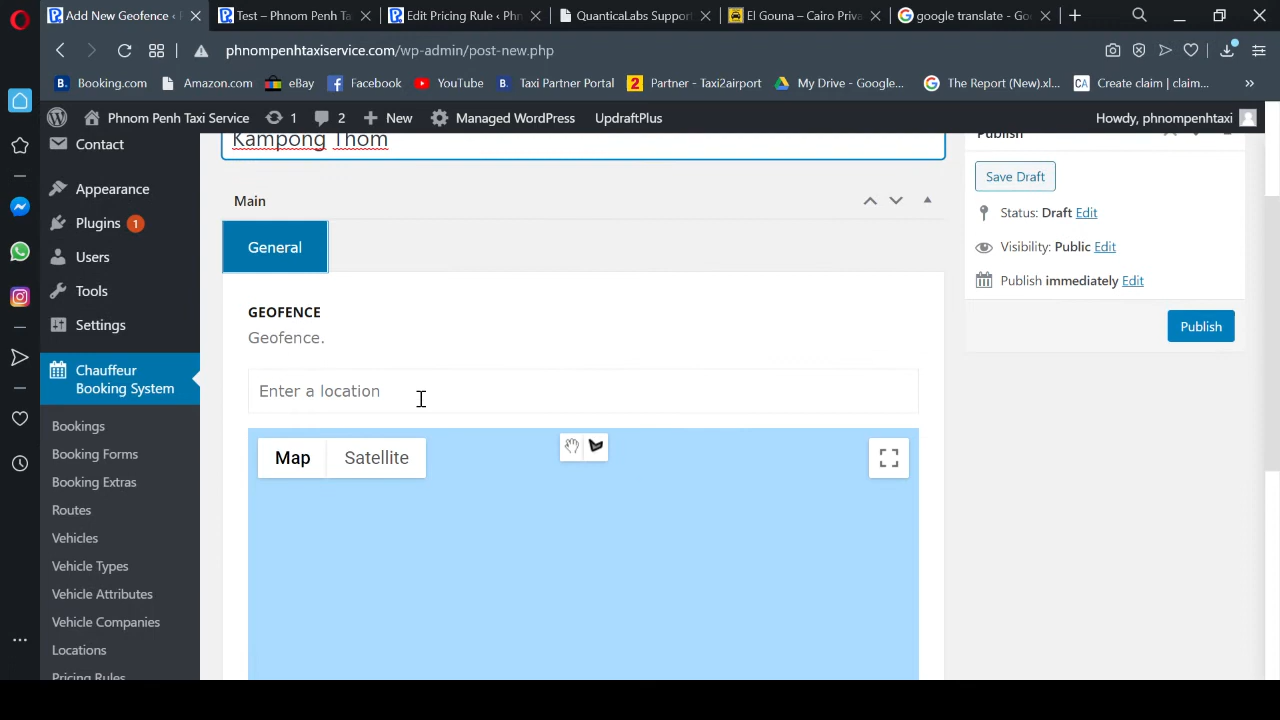 Add New Geofence ‹
Test – Phnom Penh Ta
Edit Pricing Rule ‹ Phn
QuanticaLabs Support
El Gouna – Cairo Priva
google translate - Go
phnompenhtaxiservice.com/wp-admin/post-new.php
Booking.com
Amazon.com
eBay
Facebook
YouTube
Taxi Partner Portal
Partner - Taxi2airport
My Drive - Google...
The Report (New).xl...
Create claim | claim...
Phnom Penh Taxi Service
1
2
New
Managed WordPress
UpdraftPlus
Howdy, phnompenhtaxi
Contact
Appearance
Plugins 1
Users
Tools
Settings
Chauffeur
Booking System
Bookings
Booking Forms
Booking Extras
Routes
Vehicles
Vehicle Types
Vehicle Attributes
Vehicle Companies
Locations
Pricing Rules
Kampong Thom
Main
General
GEOFENCE
Geofence.
Enter a location
Map
Satellite
Publish
Save Draft
Status: Draft Edit
Visibility: Public Edit
Publish immediately Edit
Publish